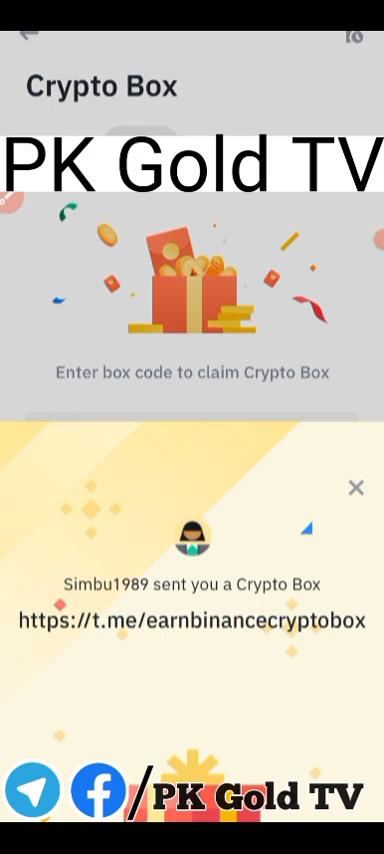 Crypto Box
PK Gold TV
Enter box code to claim Crypto Box
Simbu1989 sent you a Crypto Box
https://t.me/earnbinancecryptobox
/PK Gold TV